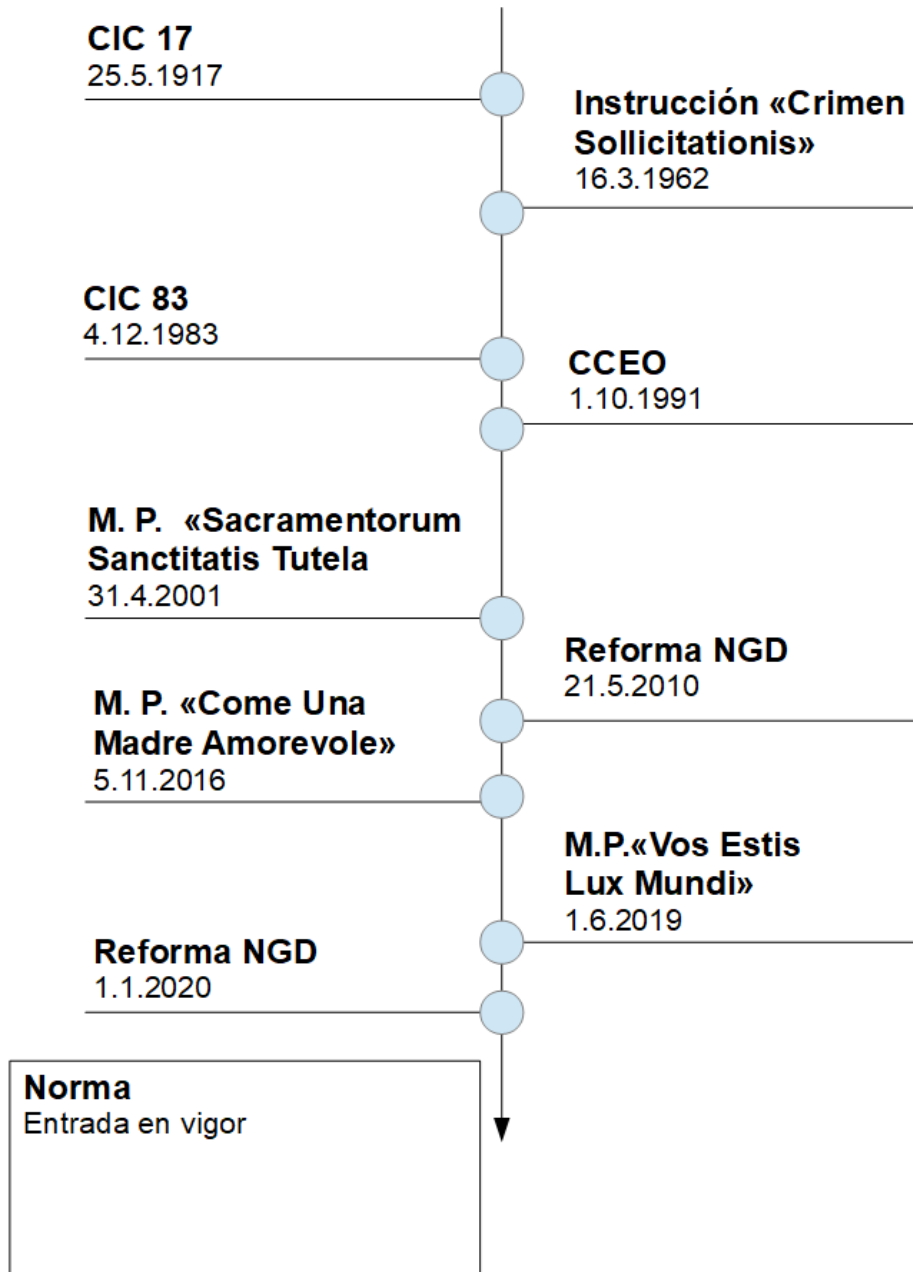 CIC 17
25.5.1917
Instrucción «Crimen
Sollicitationis»
16.3.1962
CIC 83
4.12.1983
CCEO
1.10.1991
M. P. «Sacramentorum
Sanctitatis Tutela
31.4.2001
Reforma NGD
21.5.2010
M. P. «Come Una
Madre Amorevole»
5.11.2016
M.P.«Vos Estis
Lux Mundi»
1.6.2019
Reforma NGD
1.1.2020
Norma
Entrada en vigor